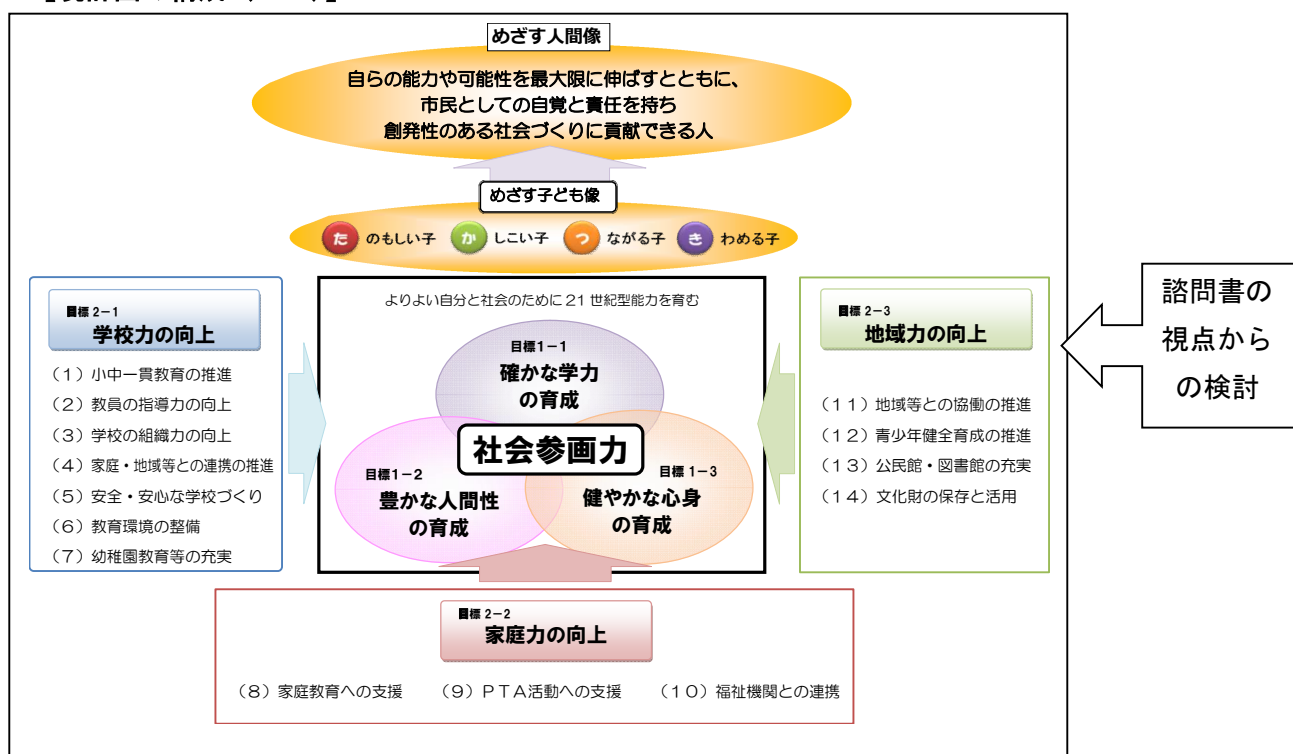 めざす人間像
自らの能力や可能性を最大限に伸ばすとともに、
市民としての自覚と責任を持ち
創発性のある社会づくりに貢献できる人
めざす子ども像
た のもしい子 か しこい子 つ ながる子 き わめる子
よりよい自分と社会のために 21 世紀型能力を育む
目標 2-1
学校力の向上
(1)小中一貫教育の推進
(2)教員の指導力の向上
(3)学校の組織力の向上
(4)家庭・地域等との連携の推進
(5)安全・安心な学校づくり
(6)教育環境の整備
(7)幼稚園教育等の充実
目標1-1
確かな学力
の育成
社会参画力
目標1-2
豊かな人間性
の育成
目標 1-3
健やかな心身
の育成
目標 2-3
地域力の向上
(11)地域等との協働の推進
(12)青少年健全育成の推進
(13)公民館・図書館の充実
(14)文化財の保存と活用
諮問書の
視点から
の検討
目標 2-2
家庭力の向上
(8)家庭教育への支援 (9)PTA活動への支援 (10)福祉機関との連携